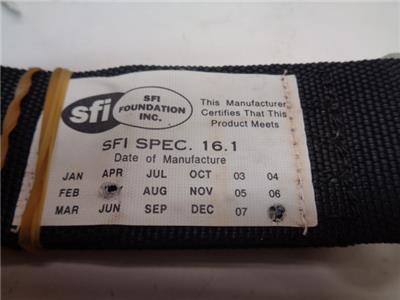 sfi
SFI
FOUNDATION
INC.
This Manufacturer
Certifies That This
Product Meets
SFI SPEC. 16.1
Date of Manufacture
JAN APR JUL OCT 03 04
FEB AUG NOV 05 06
MAR JUN SEP DEC 07